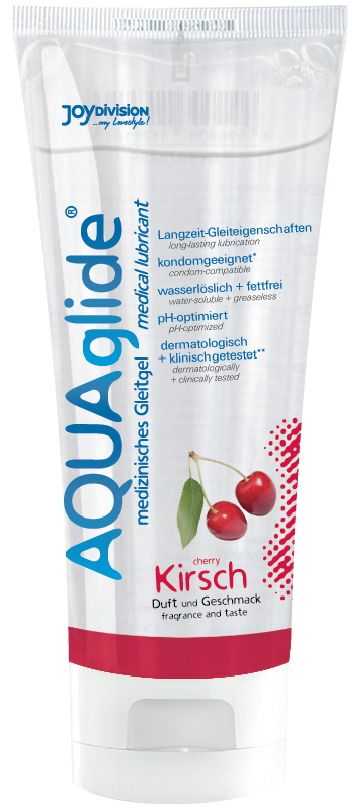 JOYDIVISION
...my Lovestyle!
AQUAglide®
medizinisches Gleitgel medical lubricant
Langzeit-Gleiteigenschaften
long-lasting lubrication
kondomgeeignet*
condom-compatible
wasserlöslich + fettfrei
water-soluble + greaseless
pH-optimiert
pH-optimized
dermatologisch
+ klinisch getestet**
dermatologically
+ clinically tested
cherry
Kirsch
Duft und Geschmack
fragrance and taste